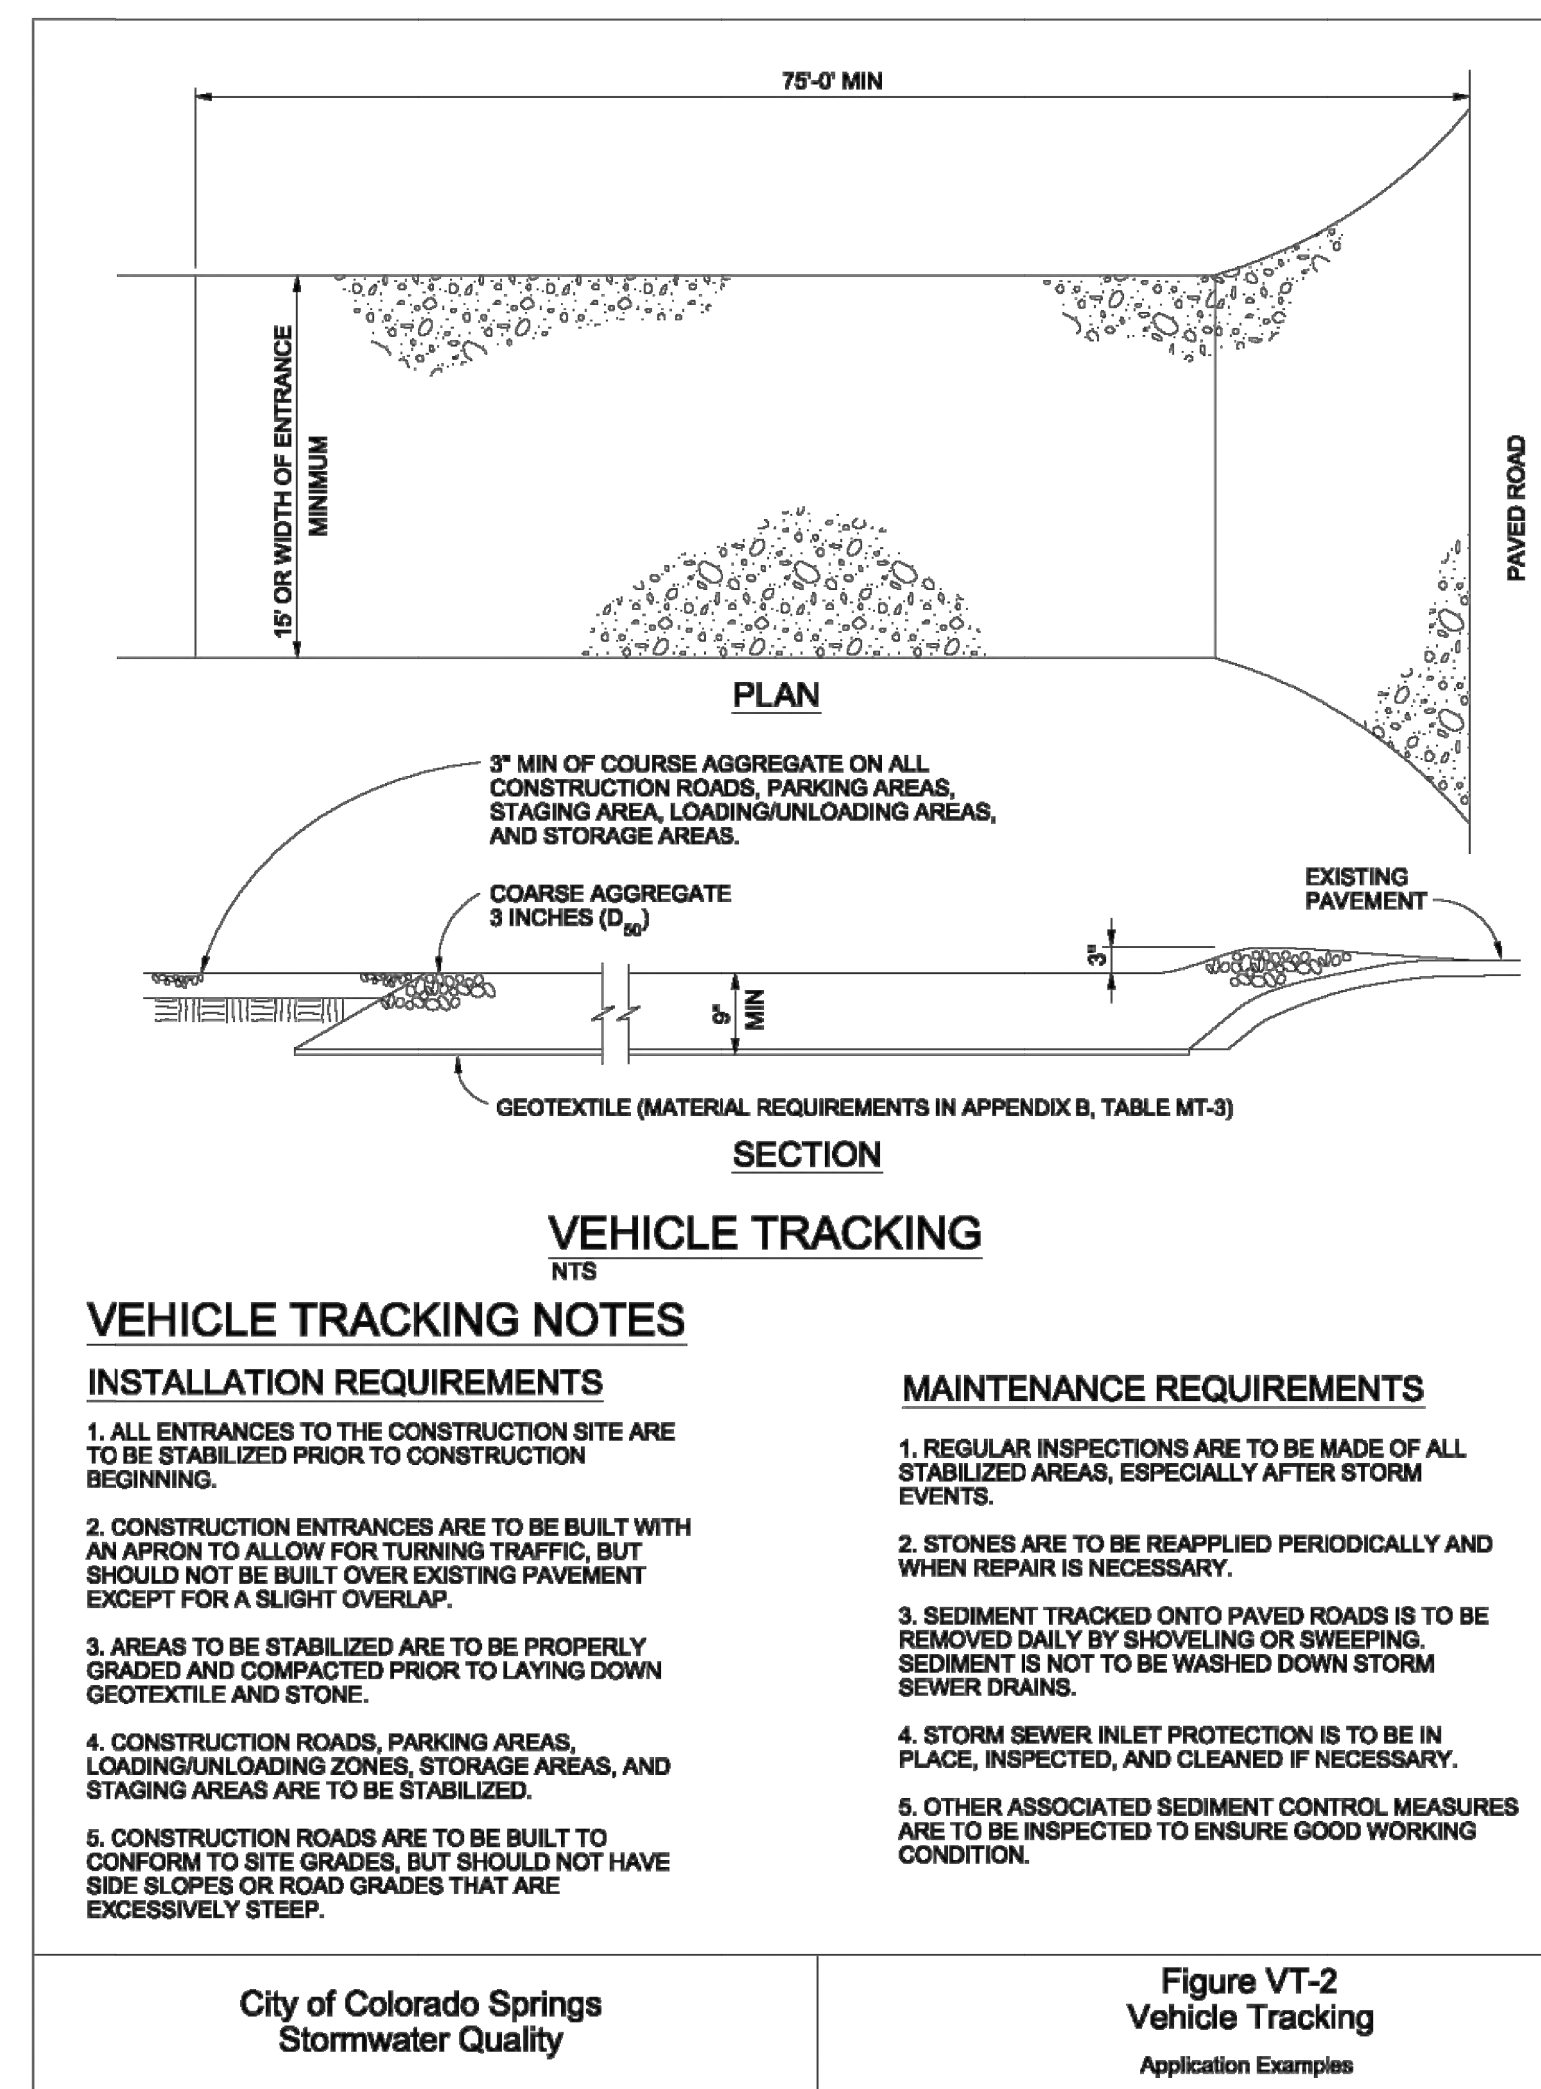 75'-0' MIN
15' OR WIDTH OF ENTRANCE
MINIMUM
PAVED ROAD
PLAN
3" MIN OF COURSE AGGREGATE ON ALL
CONSTRUCTION ROADS, PARKING AREAS,
STAGING AREA, LOADING/UNLOADING AREAS,
AND STORAGE AREAS.
COARSE AGGREGATE
3 INCHES (D50)
EXISTING
PAVEMENT
3"
9"
MIN
GEOTEXTILE (MATERIAL REQUIREMENTS IN APPENDIX B, TABLE MT-3)
SECTION
VEHICLE TRACKING
NTS
VEHICLE TRACKING NOTES
INSTALLATION REQUIREMENTS
1. ALL ENTRANCES TO THE CONSTRUCTION SITE ARE
TO BE STABILIZED PRIOR TO CONSTRUCTION
BEGINNING.
2. CONSTRUCTION ENTRANCES ARE TO BE BUILT WITH
AN APRON TO ALLOW FOR TURNING TRAFFIC, BUT
SHOULD NOT BE BUILT OVER EXISTING PAVEMENT
EXCEPT FOR A SLIGHT OVERLAP.
3. AREAS TO BE STABILIZED ARE TO BE PROPERLY
GRADED AND COMPACTED PRIOR TO LAYING DOWN
GEOTEXTILE AND STONE.
4. CONSTRUCTION ROADS, PARKING AREAS,
LOADING/UNLOADING ZONES, STORAGE AREAS, AND
STAGING AREAS ARE TO BE STABILIZED.
5. CONSTRUCTION ROADS ARE TO BE BUILT TO
CONFORM TO SITE GRADES, BUT SHOULD NOT HAVE
SIDE SLOPES OR ROAD GRADES THAT ARE
EXCESSIVELY STEEP.
MAINTENANCE REQUIREMENTS
1. REGULAR INSPECTIONS ARE TO BE MADE OF ALL
STABILIZED AREAS, ESPECIALLY AFTER STORM
EVENTS.
2. STONES ARE TO BE REAPPLIED PERIODICALLY AND
WHEN REPAIR IS NECESSARY.
3. SEDIMENT TRACKED ONTO PAVED ROADS IS TO BE
REMOVED DAILY BY SHOVELING OR SWEEPING.
SEDIMENT IS NOT TO BE WASHED DOWN STORM
SEWER DRAINS.
4. STORM SEWER INLET PROTECTION IS TO BE IN
PLACE, INSPECTED, AND CLEANED IF NECESSARY.
5. OTHER ASSOCIATED SEDIMENT CONTROL MEASURES
ARE TO BE INSPECTED TO ENSURE GOOD WORKING
CONDITION.
City of Colorado Springs
Stormwater Quality
Figure VT-2
Vehicle Tracking
Application Examples